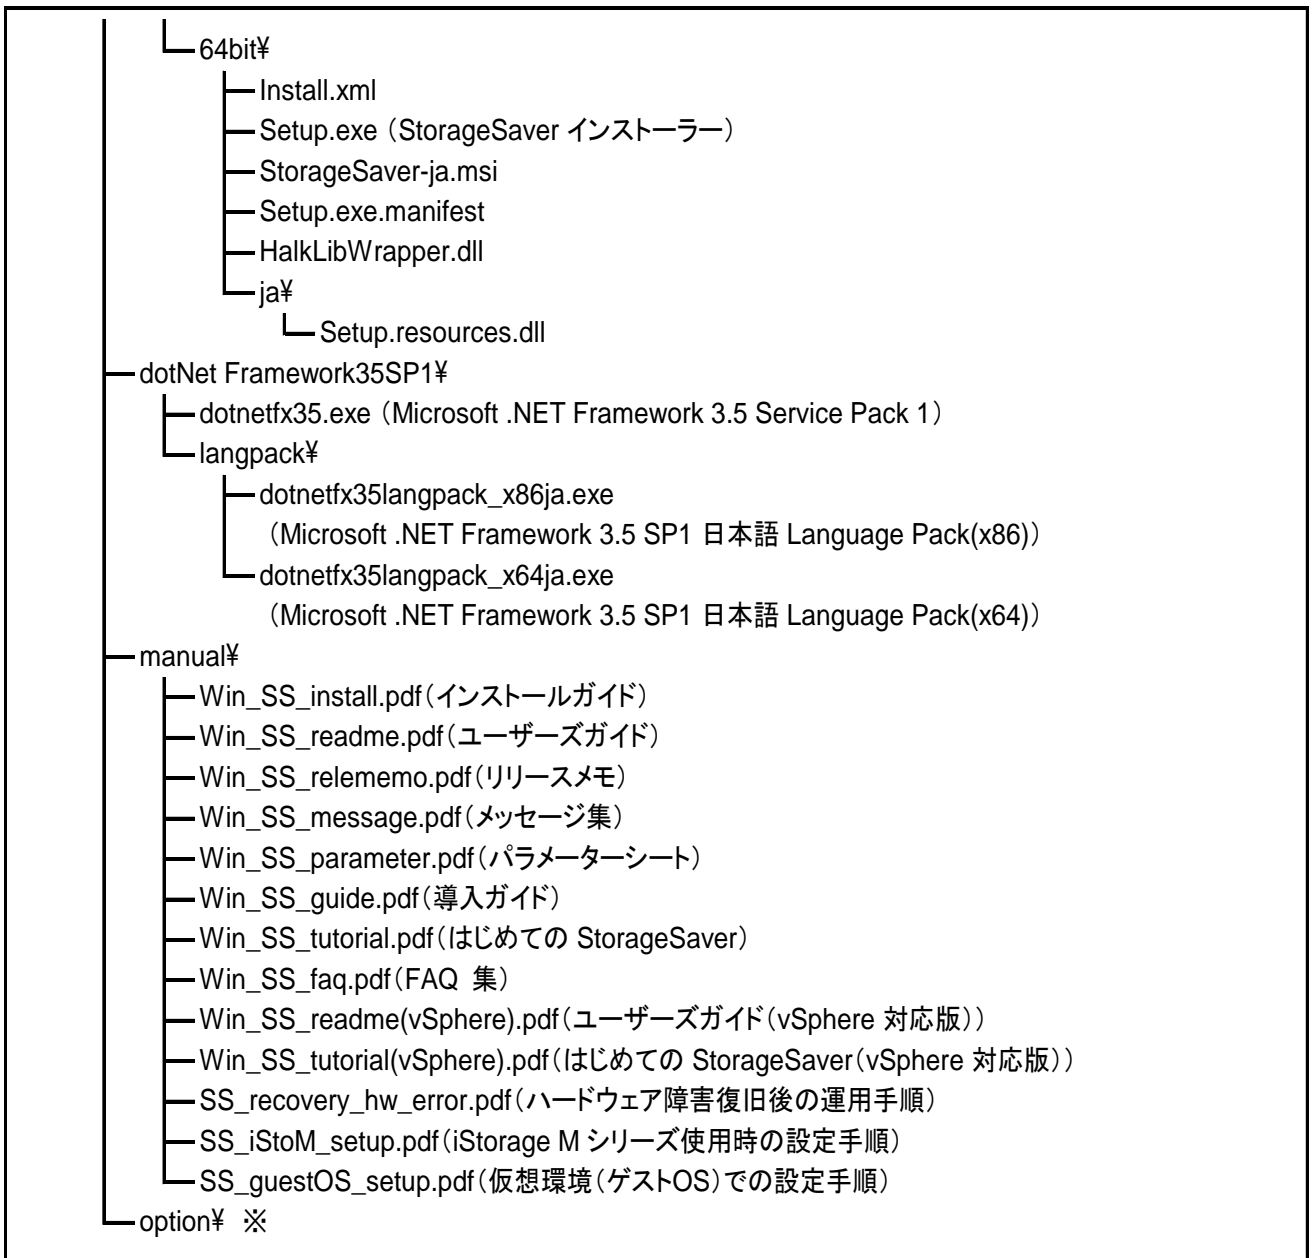 64bit¥
Install.xml
Setup.exe（StorageSaver インストーラー）
StorageSaver-ja.msi
Setup.exe.manifest
HalkLibWrapper.dll
ja¥
Setup.resources.dll
dotNet Framework35SP1¥
dotnetfx35.exe（Microsoft .NET Framework 3.5 Service Pack 1）
langpack¥
dotnetfx35langpack_x86ja.exe
（Microsoft .NET Framework 3.5 SP1 日本語 Language Pack(x86)）
dotnetfx35langpack_x64ja.exe
（Microsoft .NET Framework 3.5 SP1 日本語 Language Pack(x64)）
manual¥
Win_SS_install.pdf（インストールガイド）
Win_SS_readme.pdf（ユーザーズガイド）
Win_SS_relememo.pdf（リリースメモ）
Win_SS_message.pdf（メッセージ集）
Win_SS_parameter.pdf（パラメーターシート）
Win_SS_guide.pdf（導入ガイド）
Win_SS_tutorial.pdf（はじめての StorageSaver）
Win_SS_faq.pdf（FAQ 集）
Win_SS_readme(vSphere).pdf（ユーザーズガイド（vSphere 対応版））
Win_SS_tutorial(vSphere).pdf（はじめての StorageSaver（vSphere 対応版））
SS_recovery_hw_error.pdf（ハードウェア障害復旧後の運用手順）
SS_iStoM_setup.pdf（iStorage M シリーズ使用時の設定手順）
SS_guestOS_setup.pdf（仮想環境（ゲストOS）での設定手順）
option¥ ※